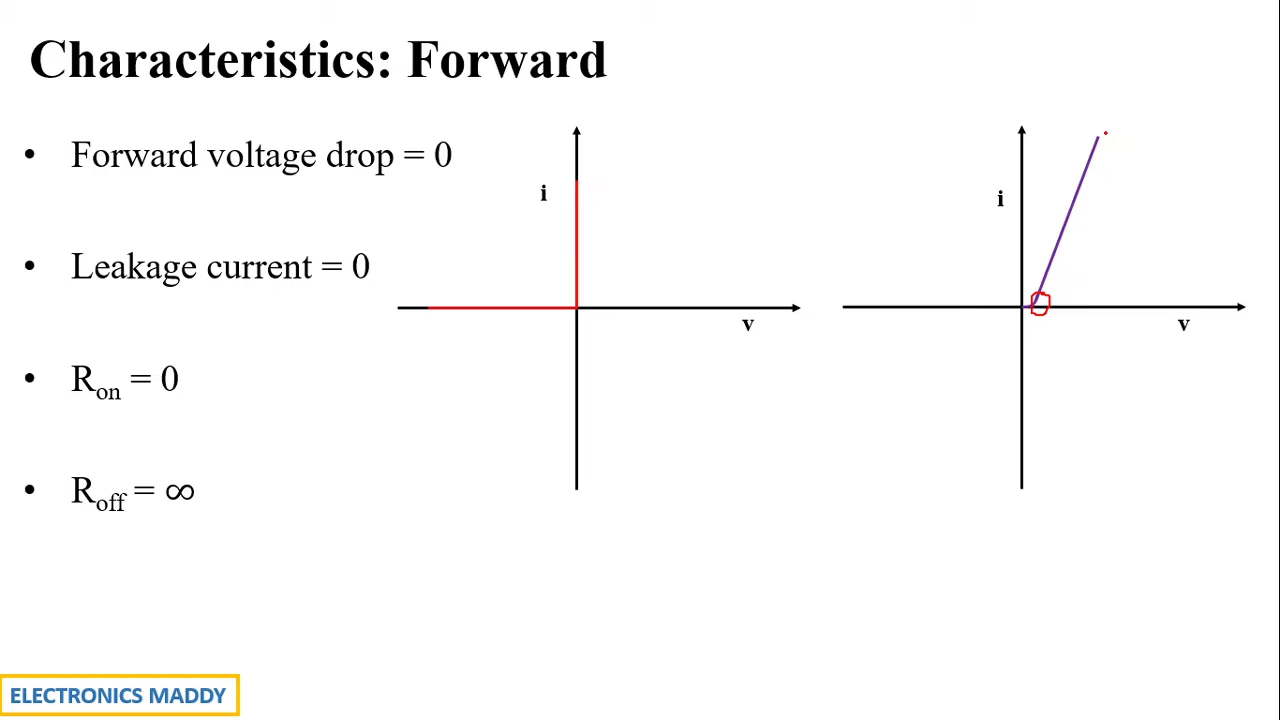 Characteristics: Forward
• Forward voltage drop = 0
• Leakage current = 0
• Ron = 0
• Roff = ∞
i
v
i
v
ELECTRONICS MADDY